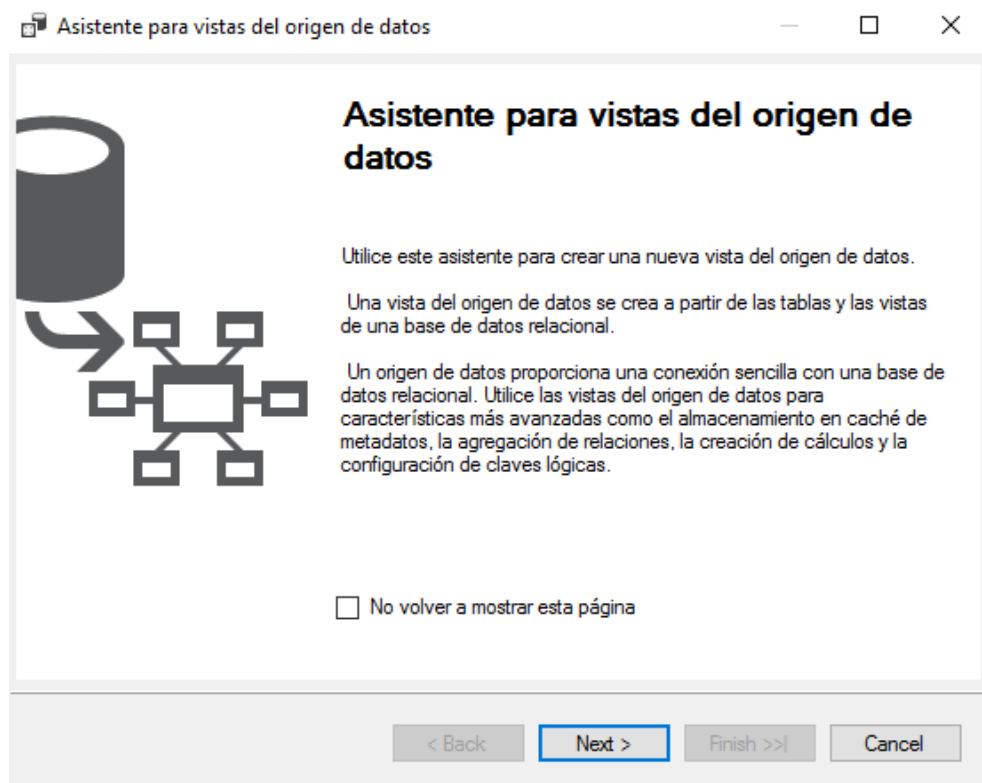 Asistente para vistas del origen de datos
Asistente para vistas del origen de
datos
Utilice este asistente para crear una nueva vista del origen de datos.
Una vista del origen de datos se crea a partir de las tablas y las vistas
de una base de datos relacional.
Un origen de datos proporciona una conexión sencilla con una base de
datos relacional. Utilice las vistas del origen de datos para
características más avanzadas como el almacenamiento en caché de
metadatos, la agregación de relaciones, la creación de cálculos y la
configuración de claves lógicas.
No volver a mostrar esta página
< Back Next > Finish >>| Cancel